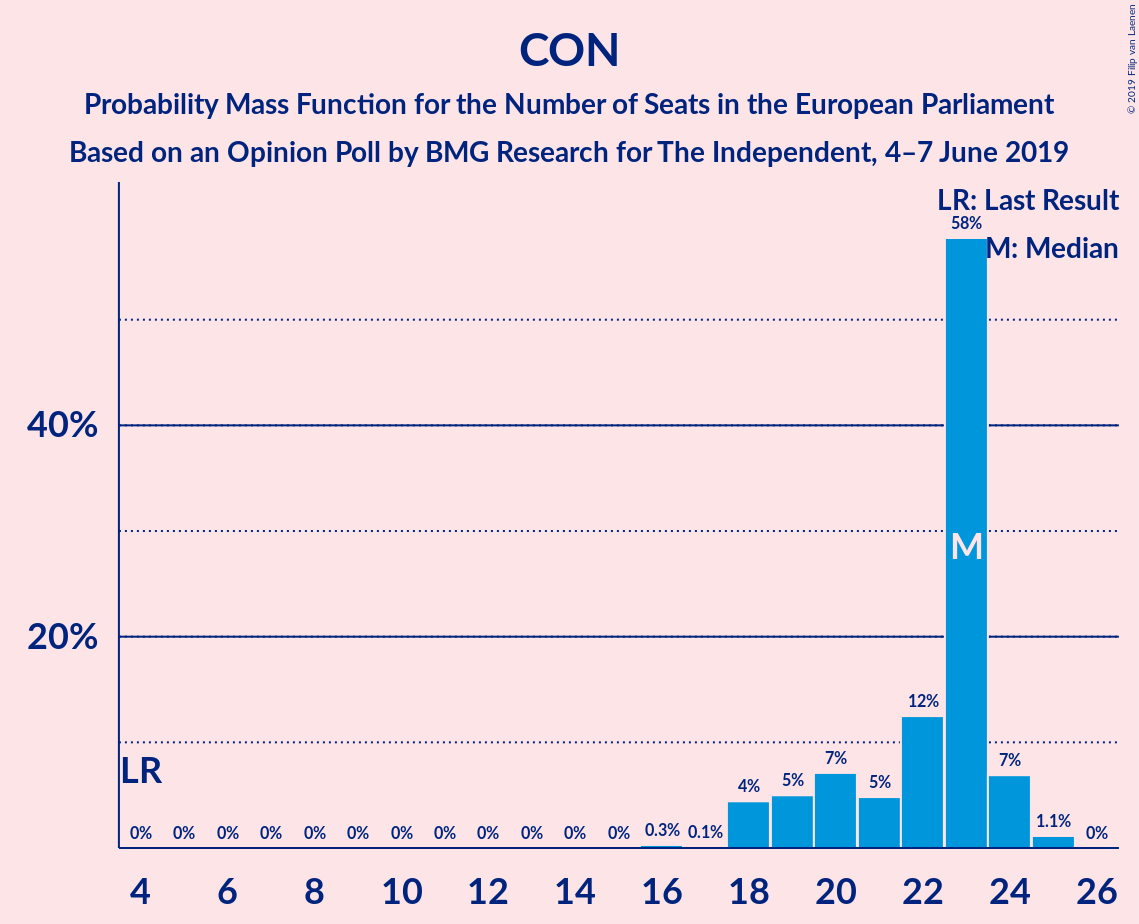 © 2019 Filip van Laenen
CON
Probability Mass Function for the Number of Seats in the European Parliament
Based on an Opinion Poll by BMG Research for The Independent, 4–7 June 2019
LR: Last Result
58%
M: Median
40%
M
20%
12%
LR
7%
7%
5%
5%
4%
1.1%
0% 0% 0% 0% 0% 0% 0% 0% 0% 0% 0% 0% 0.3% 0.1% 0%
4 6 8 10 12 14 16 18 20 22 24 26